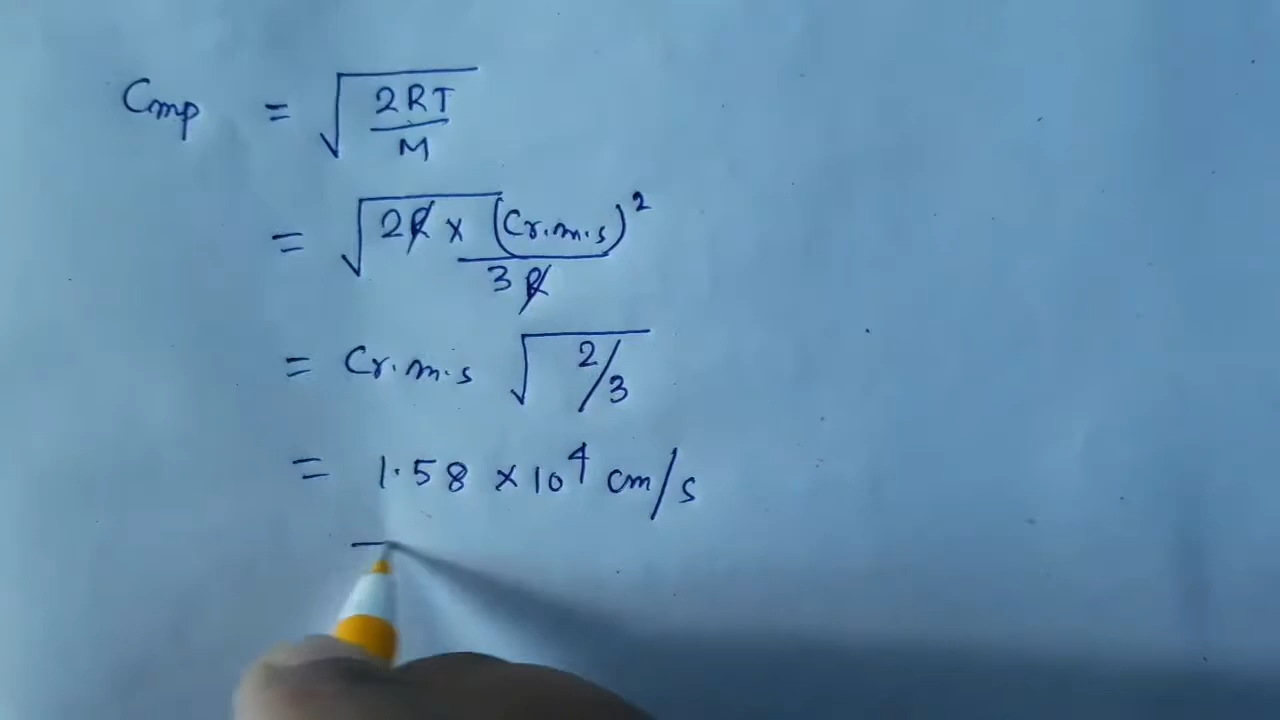 Cmp = √(2RT/M)
= √(2R × (Cr.m.s)²/3R)
= Cr.m.s √(2/3)
= 1.58 × 10⁴ cm/s